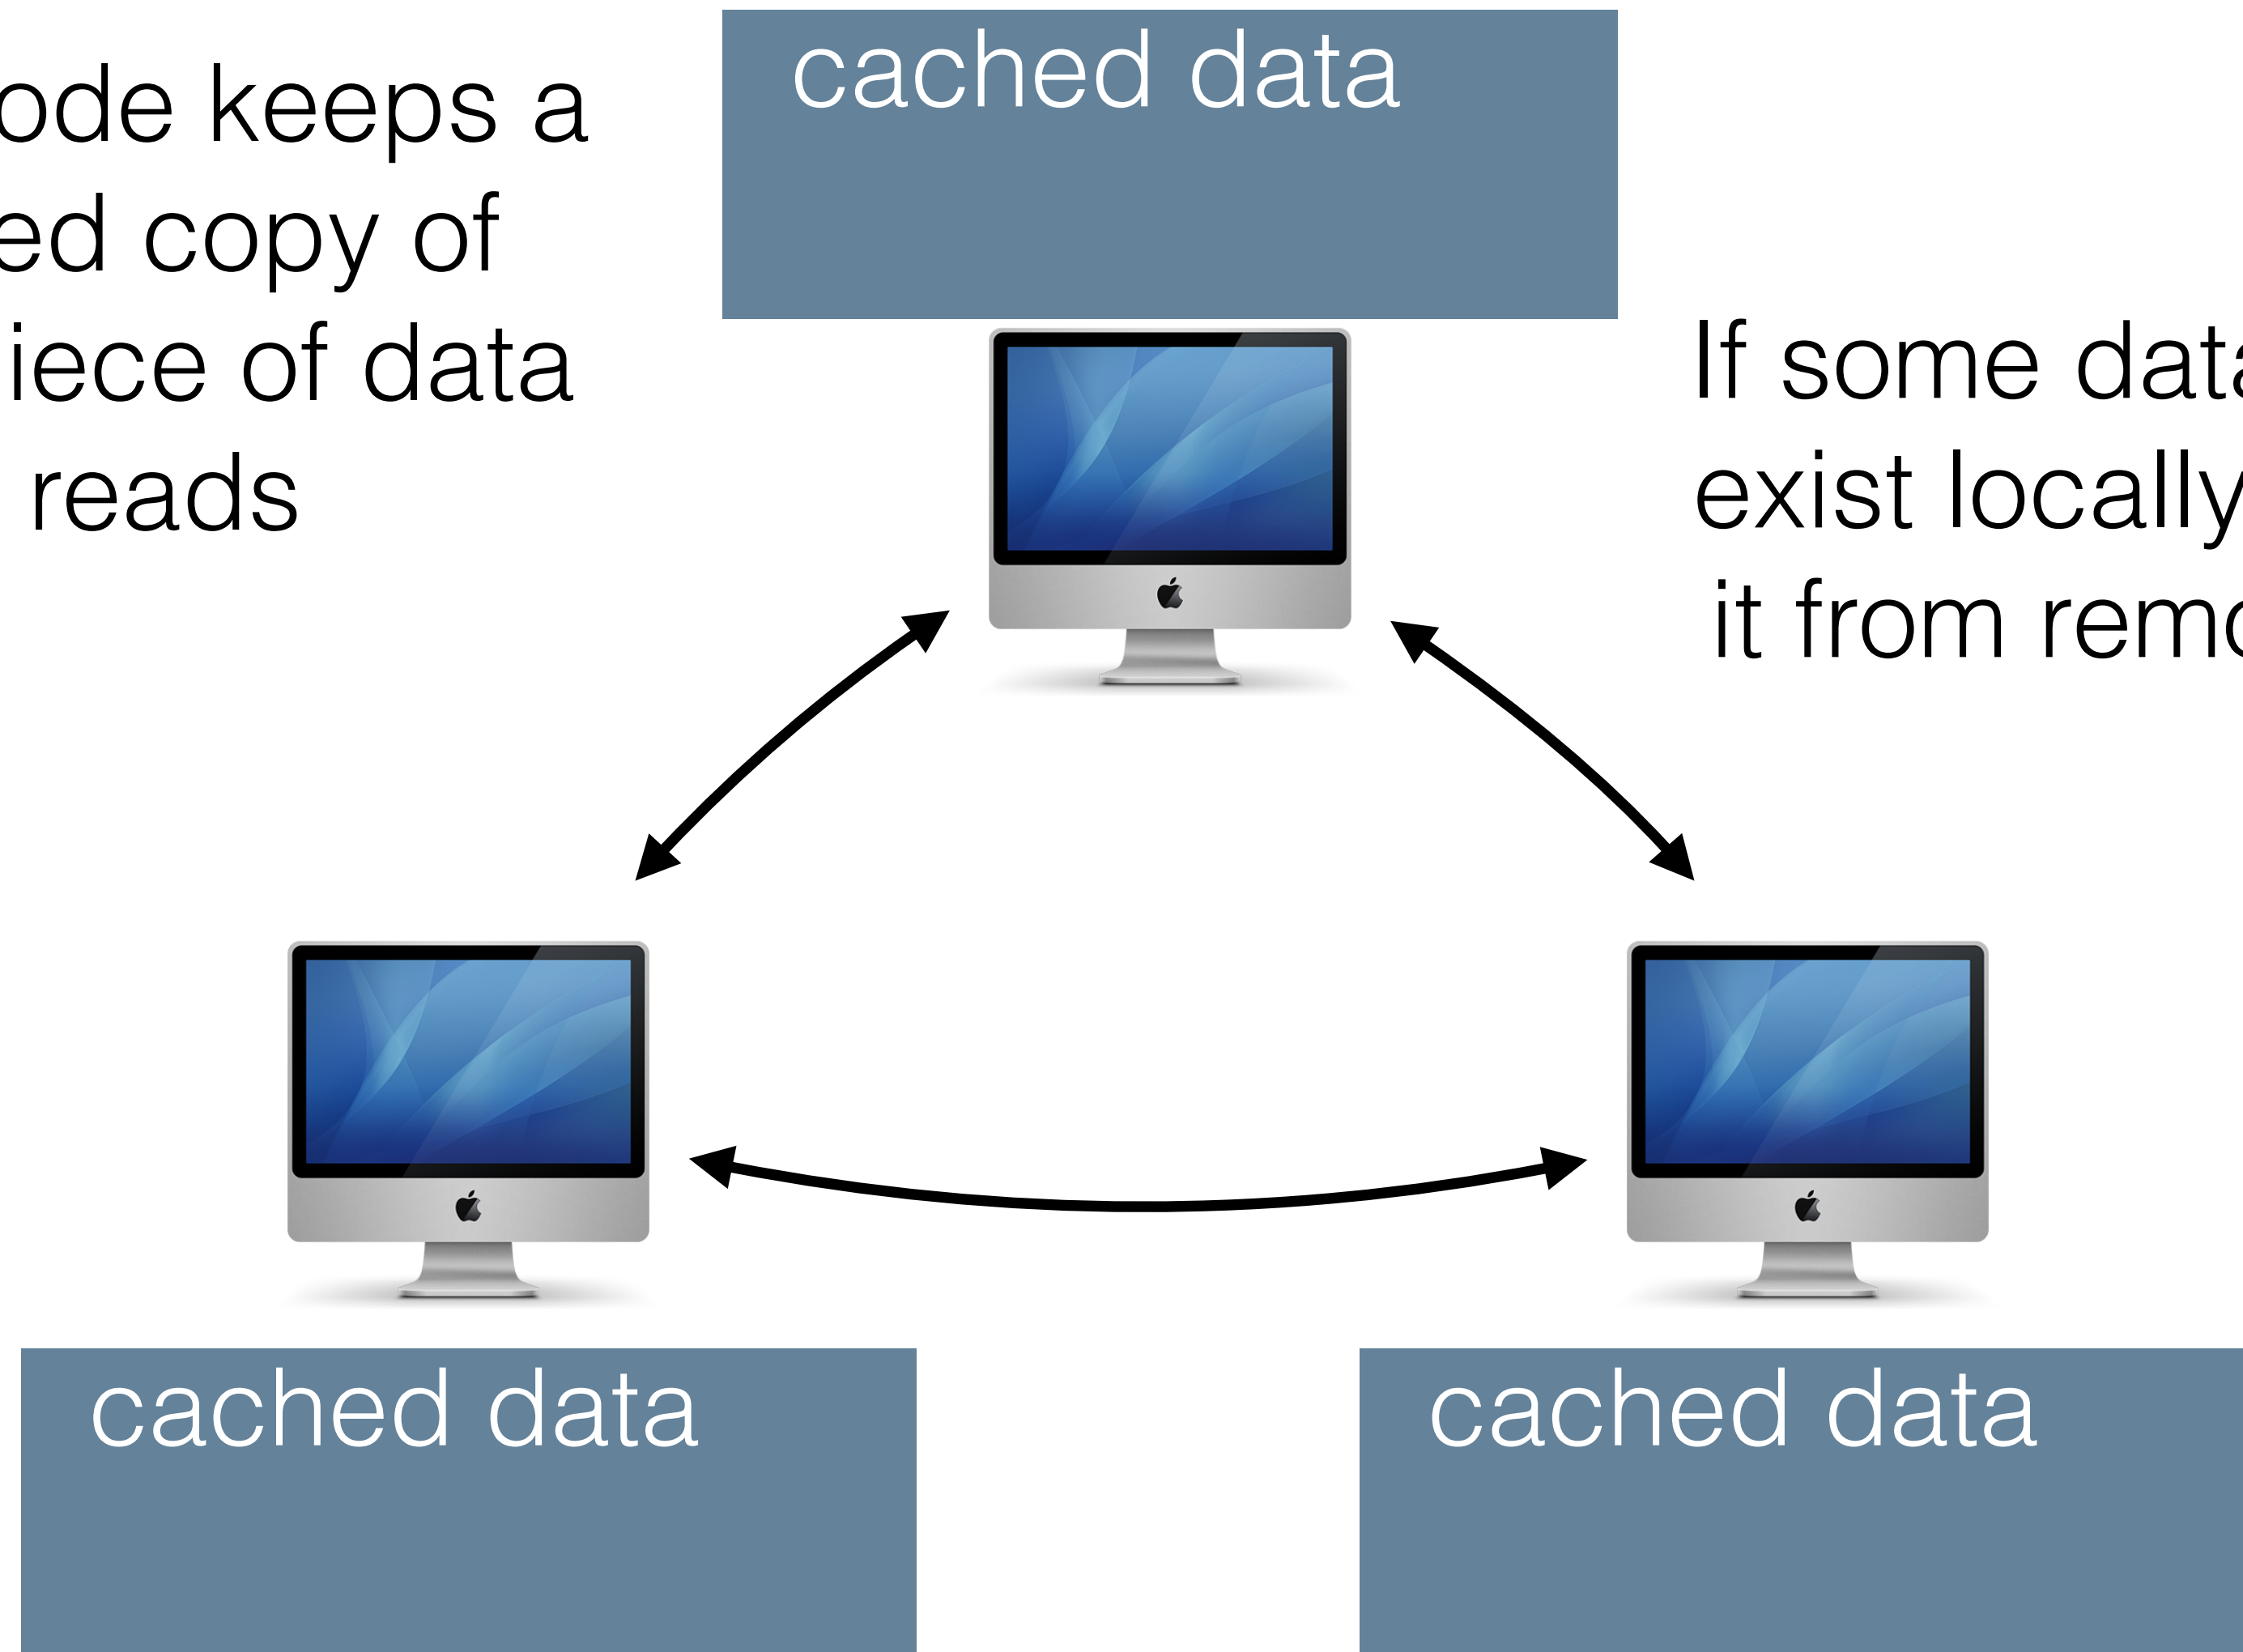 cached data
ode keeps a
ed copy of
iece of data
reads
If some data
exist locally
it from remo
cached data
cached data